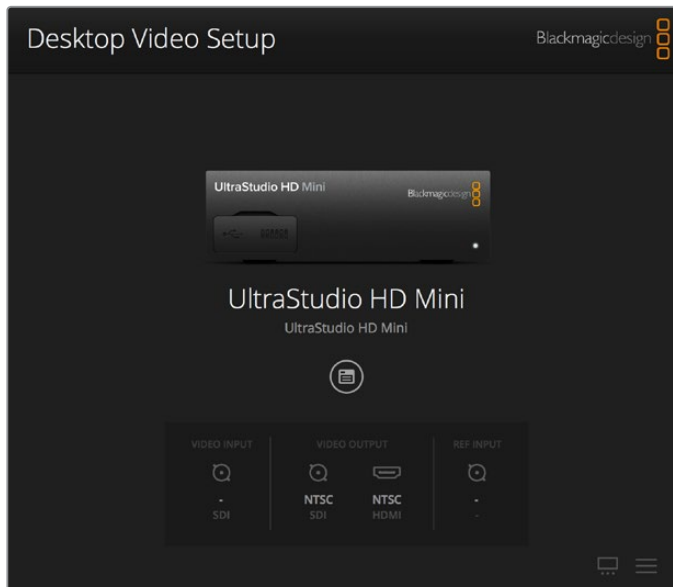 Desktop Video Setup
Blackmagicdesign
UltraStudio HD Mini
Blackmagicdesign
UltraStudio HD Mini
UltraStudio HD Mini
VIDEO INPUT VIDEO OUTPUT REF INPUT
- NTSC NTSC -
SDI SDI HDMI -